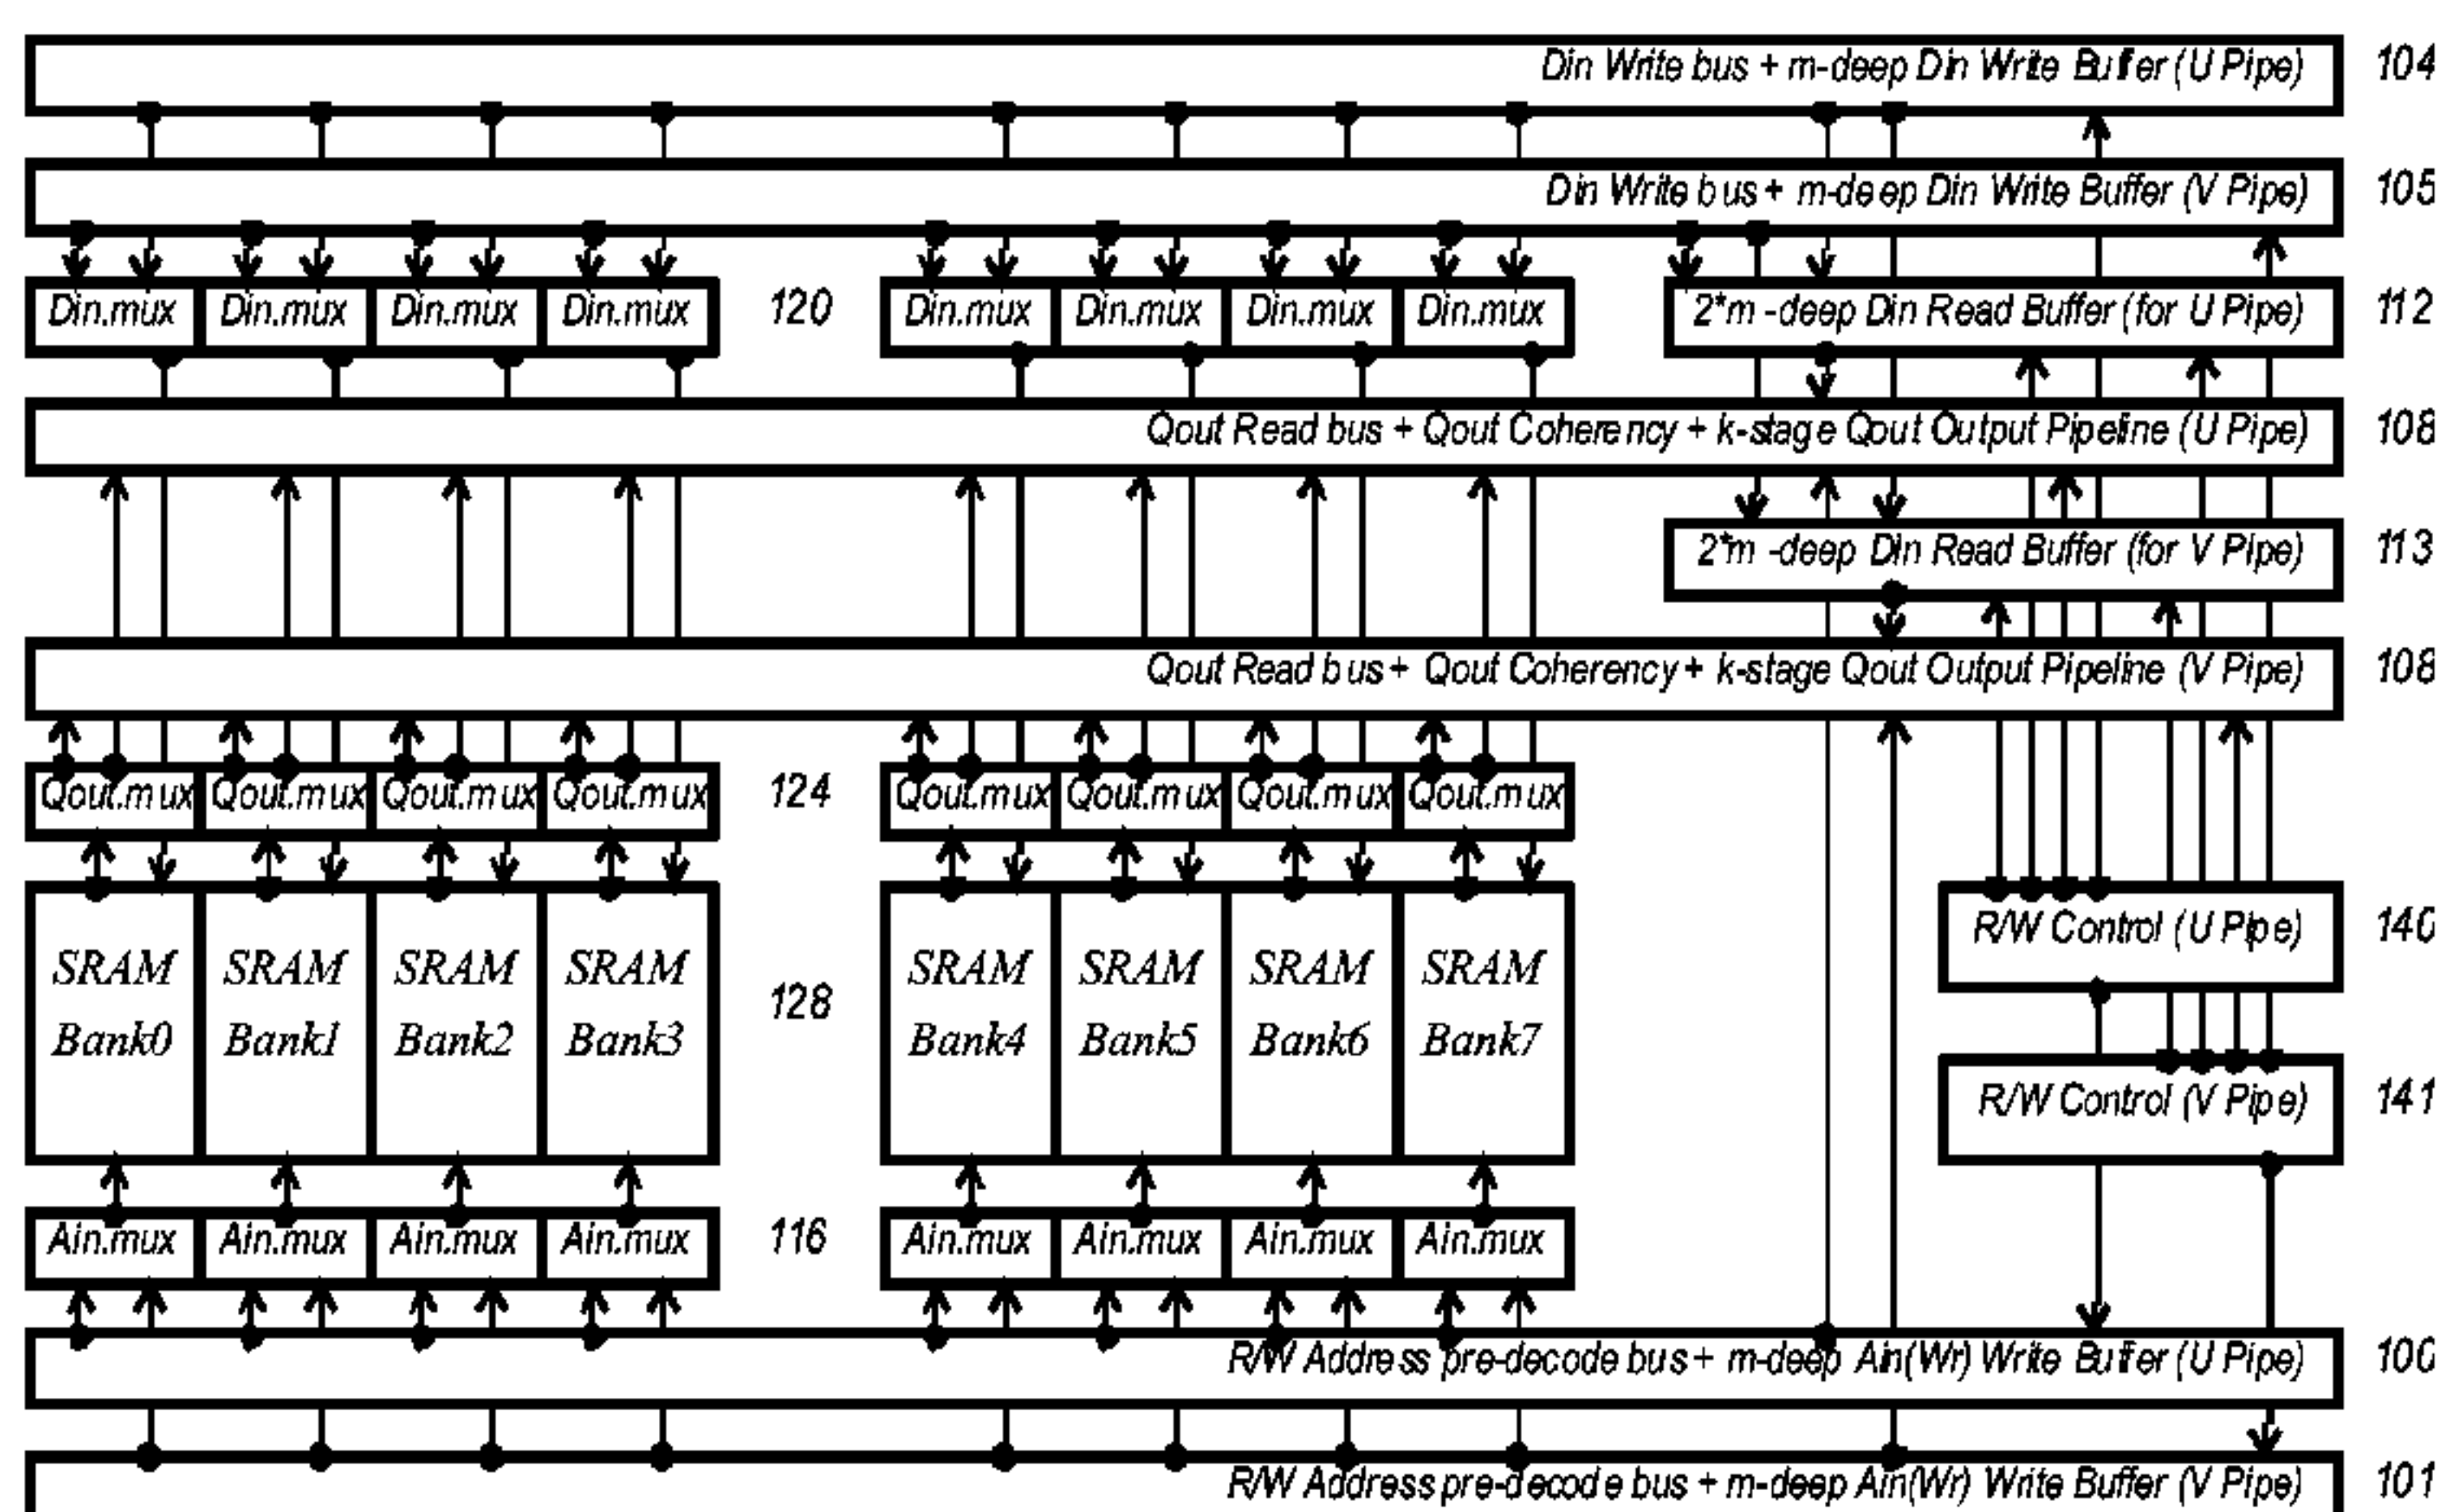 Din Write bus + m-deep Din Write Buffer (U Pipe) 104
Din Write bus + m-deep Din Write Buffer (V Pipe) 105
Din.mux Din.mux Din.mux Din.mux 120 Din.mux Din.mux Din.mux Din.mux 2*m -deep Din Read Buffer (for U Pipe) 112
Qout Read bus + Qout Coherency + k-stage Qout Output Pipeline (U Pipe) 108
2*m -deep Din Read Buffer (for V Pipe) 113
Qout Read bus + Qout Coherency + k-stage Qout Output Pipeline (V Pipe) 108
Qout.mux Qout.mux Qout.mux Qout.mux 124 Qout.mux Qout.mux Qout.mux Qout.mux
R/W Control (U Pipe) 140
SRAM SRAM SRAM SRAM 128 SRAM SRAM SRAM SRAM
Bank0 Bank1 Bank2 Bank3 Bank4 Bank5 Bank6 Bank7
R/W Control (V Pipe) 141
Ain.mux Ain.mux Ain.mux Ain.mux 116 Ain.mux Ain.mux Ain.mux Ain.mux
R/W Address pre-decode bus + m-deep Ain(Wr) Write Buffer (U Pipe) 100
R/W Address pre-decode bus + m-deep Ain(Wr) Write Buffer (V Pipe) 101